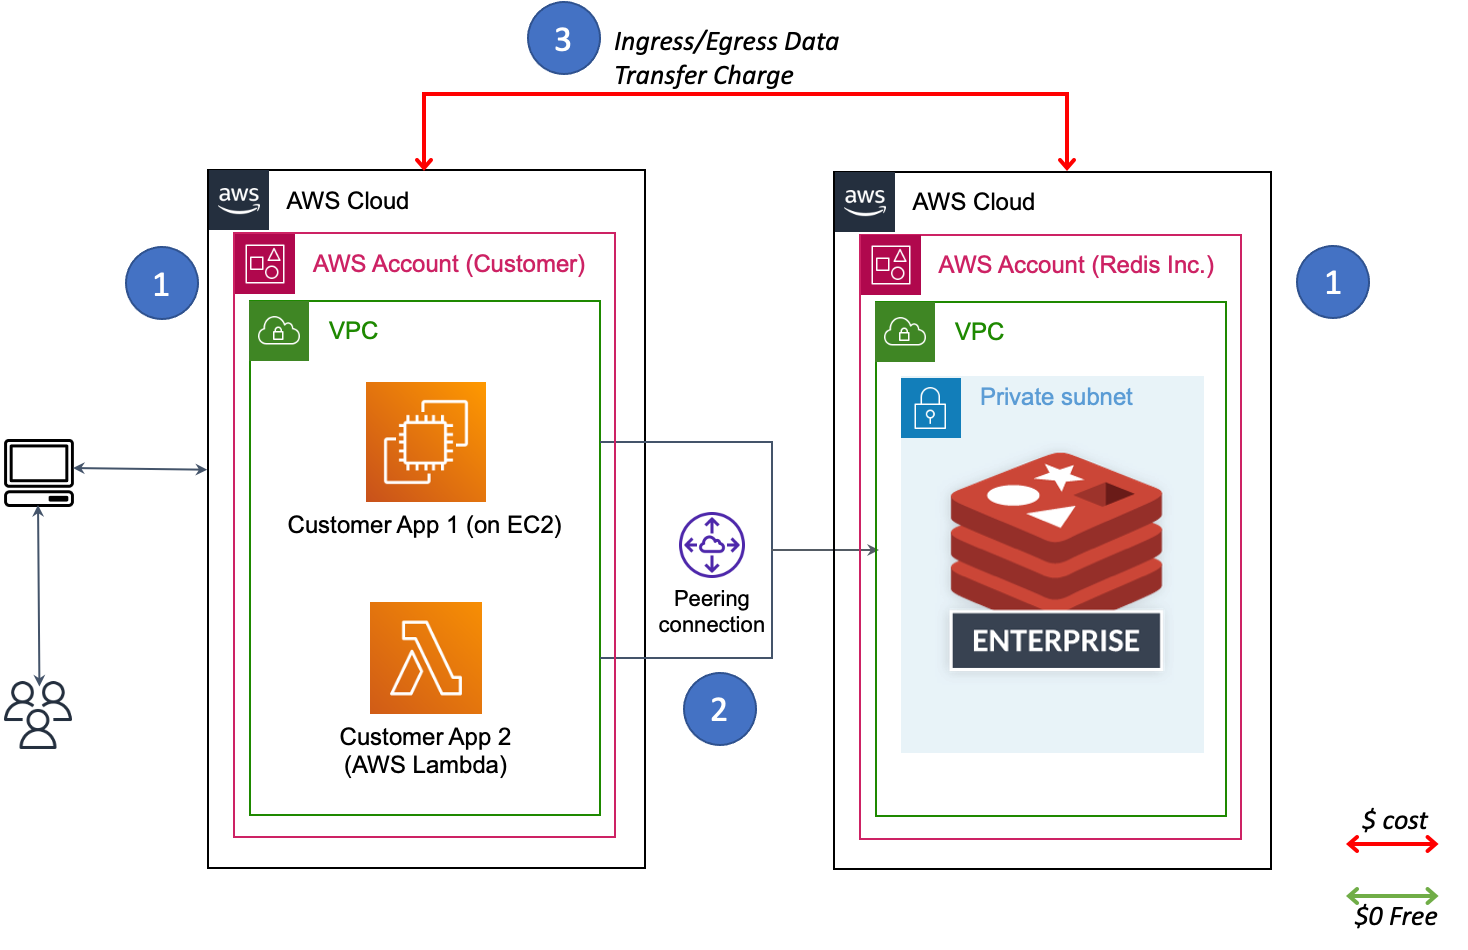 3
Ingress/Egress Data
Transfer Charge
aws
AWS Cloud
1
AWS Account (Customer)
VPC
Customer App 1 (on EC2)
Customer App 2
(AWS Lambda)
Peering
connection
2
aws
AWS Cloud
AWS Account (Redis Inc.)
1
VPC
Private subnet
ENTERPRISE
$ cost
$0 Free